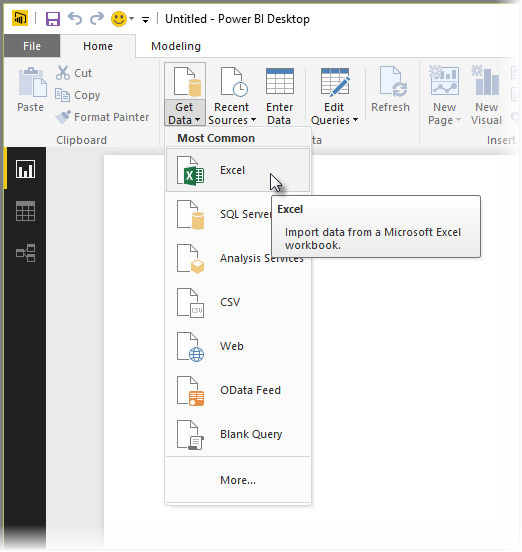 Untitled - Power BI Desktop
File Home Modeling
Paste
Cut
Copy
Format Painter
Clipboard
Get Data
Recent Sources
Enter Data
Edit Queries
Refresh
New Page
New Visual
Insert
Most Common
Excel
Excel
Import data from a Microsoft Excel
workbook.
SQL Serve
Analysis Services
CSV
CSV
Web
OData Feed
Blank Query
More...